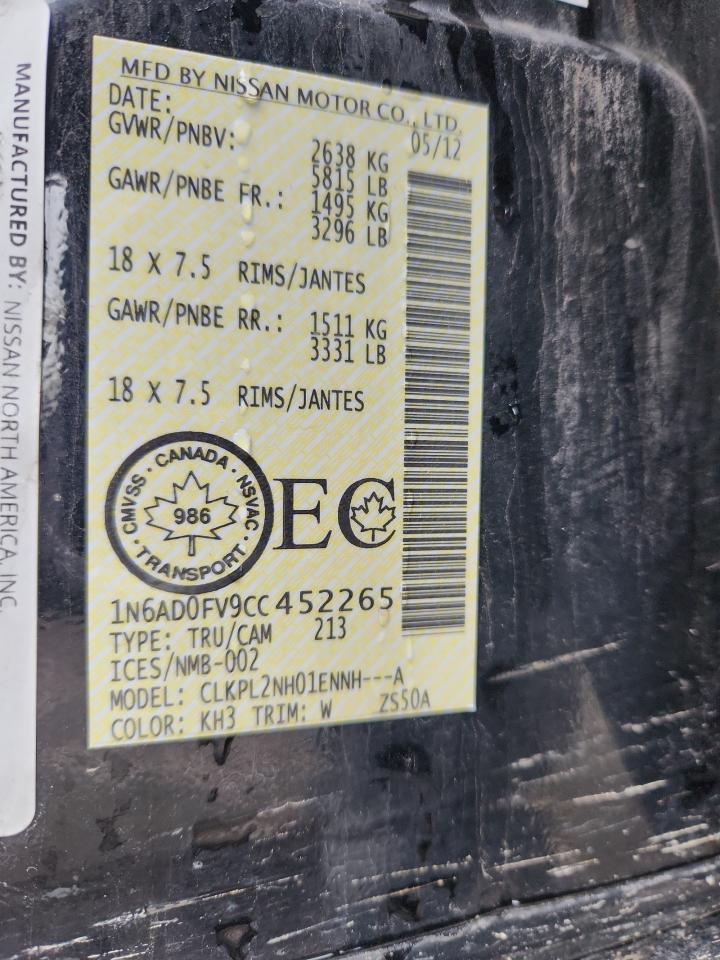 MANUFACTURED BY: NISSAN NORTH AMERICA, INC.
MFD BY NISSAN MOTOR CO., LTD.
DATE: 05/12
GVWR/PNBV: 2638 KG
5815 LB
GAWR/PNBE FR.: 1495 KG
3296 LB
18 X 7.5 RIMS/JANTES
GAWR/PNBE RR.: 1511 KG
3331 LB
18 X 7.5 RIMS/JANTES
CMVSS · CANADA · NSVAC · TRANSPORT ·
986
EC
1N6AD0FV9CC452265
TYPE: TRU/CAM 213
ICES/NMB-002
MODEL: CLKPL2NH01ENNH---A
COLOR: KH3 TRIM: W ZS50A